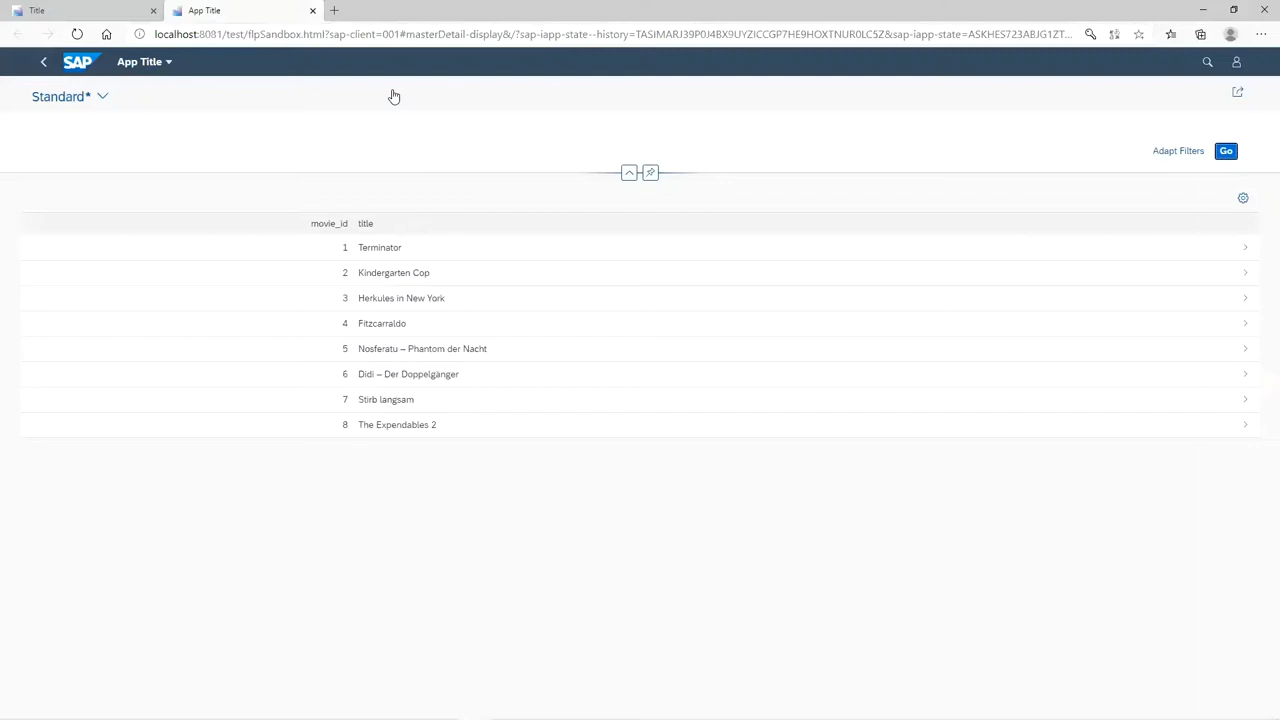 Title
App Title
localhost:8081/test/flpSandbox.html?sap-client=001#masterDetail-display&/?sap-iapp-state--history=TASIMARJ39P0J4BX9UYZICCGP7HE9HOXTNUR0LC5Z&sap-iapp-state=ASKHES723ABJG1ZT...
SAP App Title
Standard*
Adapt Filters Go
movie_id title
1 Terminator
2 Kindergarten Cop
3 Herkules in New York
4 Fitzcarraldo
5 Nosferatu – Phantom der Nacht
6 Didi – Der Doppelgänger
7 Stirb langsam
8 The Expendables 2